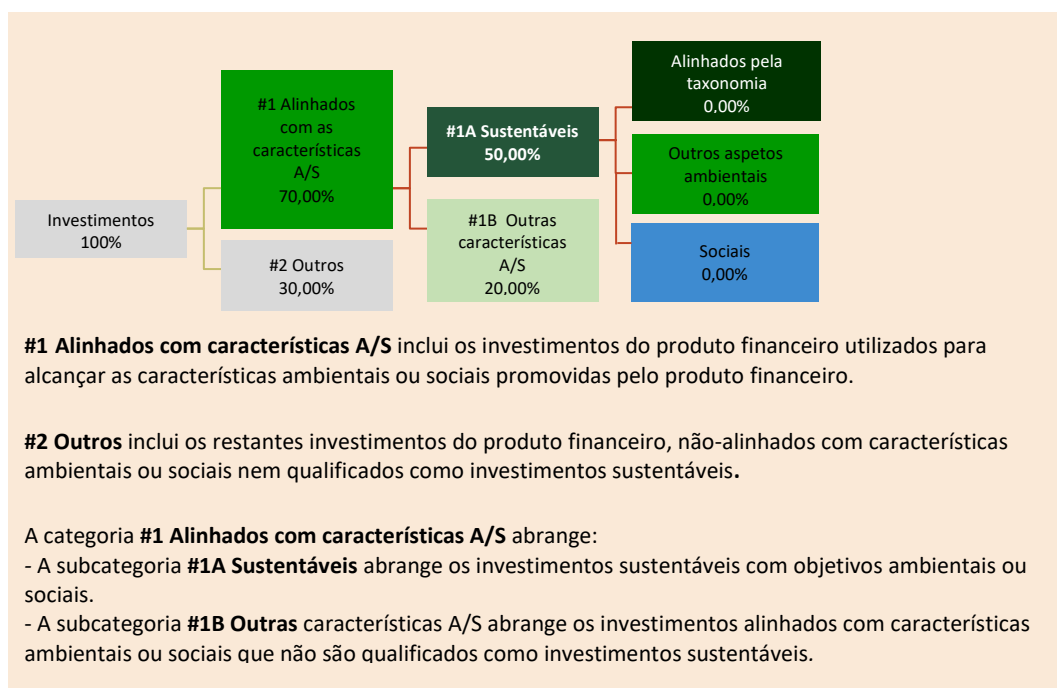 Investimentos
100%
#1 Alinhados
com as
características
A/S
70,00%
#2 Outros
30,00%
#1A Sustentáveis
50,00%
#1B Outras
características
A/S
20,00%
Alinhados pela
taxonomia
0,00%
Outros aspetos
ambientais
0,00%
Sociais
0,00%
#1 Alinhados com características A/S inclui os investimentos do produto financeiro utilizados para
alcançar as características ambientais ou sociais promovidas pelo produto financeiro.
#2 Outros inclui os restantes investimentos do produto financeiro, não-alinhados com características
ambientais ou sociais nem qualificados como investimentos sustentáveis.
A categoria #1 Alinhados com características A/S abrange:
- A subcategoria #1A Sustentáveis abrange os investimentos sustentáveis com objetivos ambientais ou
sociais.
- A subcategoria #1B Outras características A/S abrange os investimentos alinhados com características
ambientais ou sociais que não são qualificados como investimentos sustentáveis.